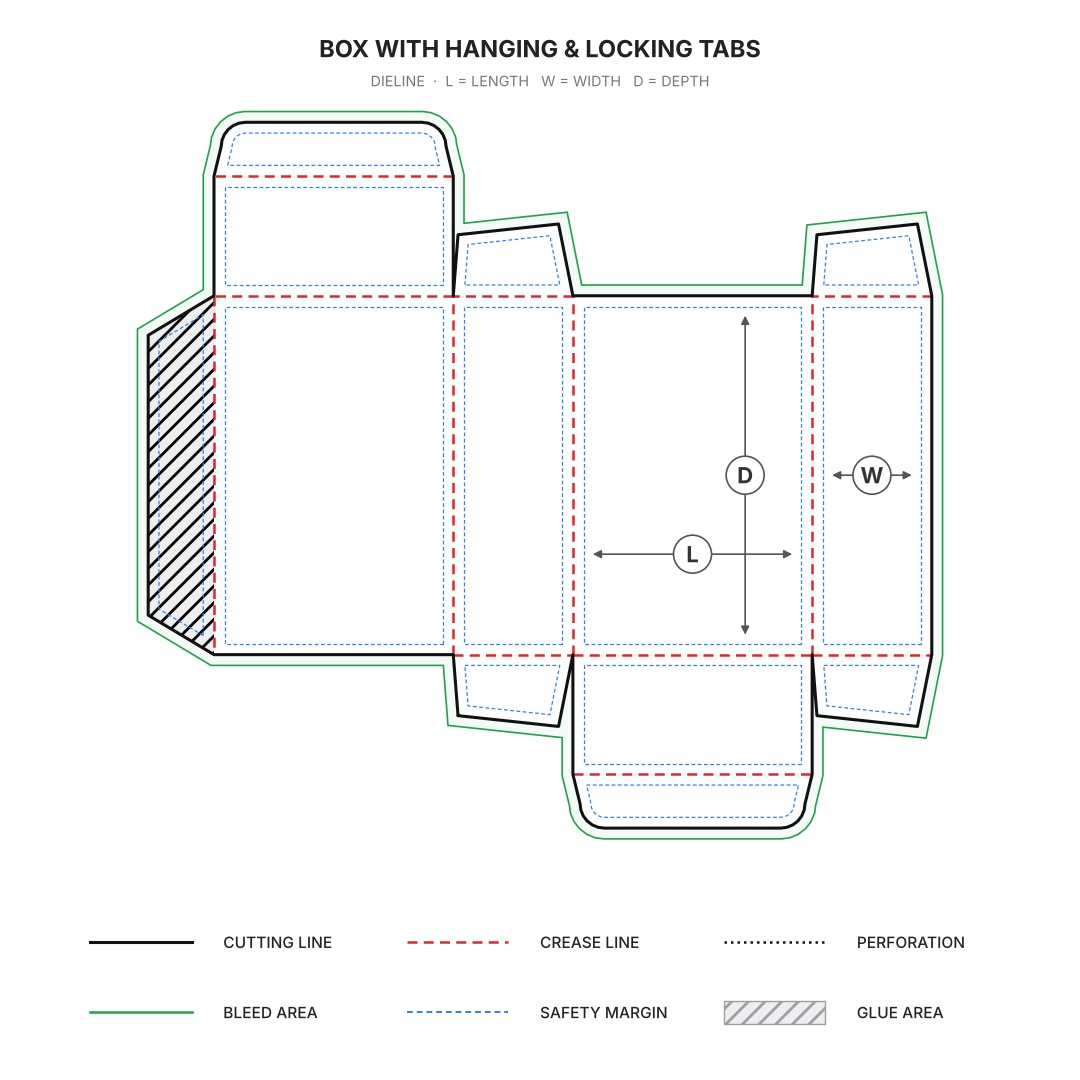 BOX WITH HANGING & LOCKING TABS
DIELINE · L = LENGTH W = WIDTH D = DEPTH
D
W
L
CUTTING LINE
CREASE LINE
PERFORATION
BLEED AREA
SAFETY MARGIN
GLUE AREA